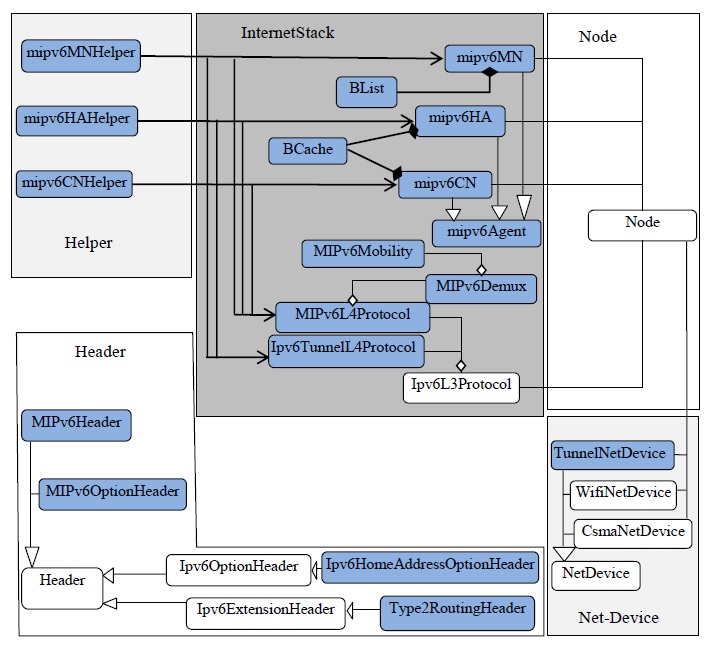 InternetStack
Node
mipv6MNHelper
mipv6MN
BList
mipv6HAHelper
mipv6HA
BCache
mipv6CNHelper
mipv6CN
Node
mipv6Agent
Helper
MIPv6Mobility
MIPv6Demux
MIPv6L4Protocol
Header
Ipv6TunnelL4Protocol
Ipv6L3Protocol
MIPv6Header
TunnelNetDevice
MIPv6OptionHeader
WifiNetDevice
CsmaNetDevice
Header
Ipv6OptionHeader
Ipv6HomeAddressOptionHeader
NetDevice
Ipv6ExtensionHeader
Type2RoutingHeader
Net-Device